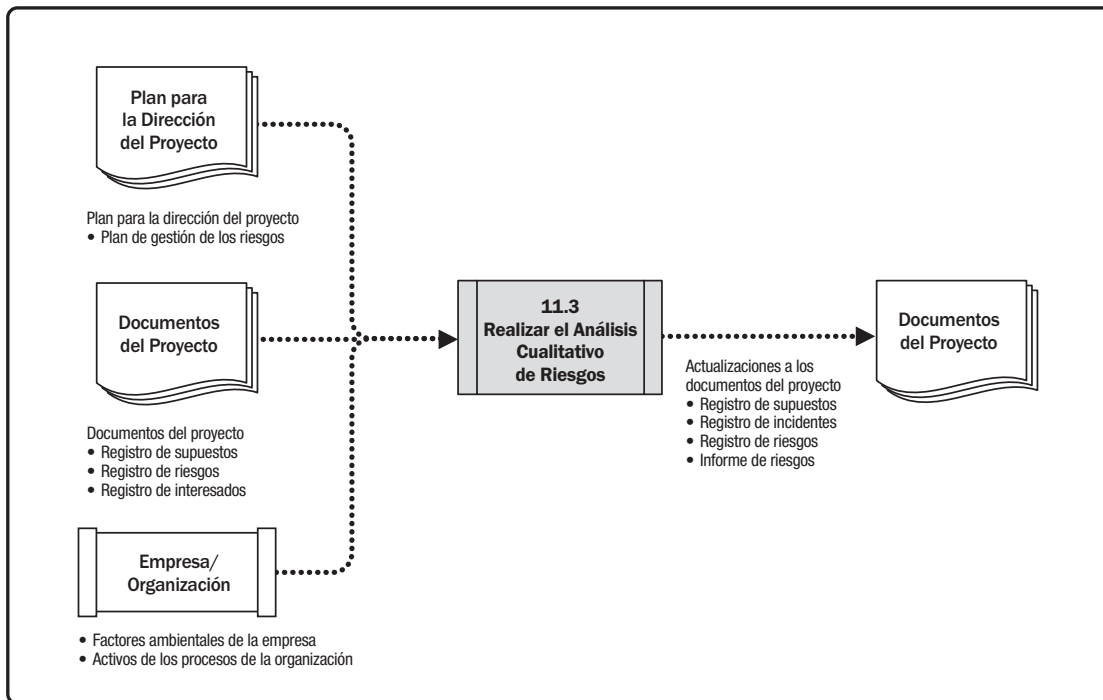 Plan para
la Dirección
del Proyecto
Plan para la dirección del proyecto
• Plan de gestión de los riesgos
Documentos
del Proyecto
Documentos del proyecto
• Registro de supuestos
• Registro de riesgos
• Registro de interesados
Empresa/
Organización
• Factores ambientales de la empresa
• Activos de los procesos de la organización
11.3
Realizar el Análisis
Cualitativo
de Riesgos
Actualizaciones a los
documentos del proyecto
• Registro de supuestos
• Registro de incidentes
• Registro de riesgos
• Informe de riesgos
Documentos
del Proyecto